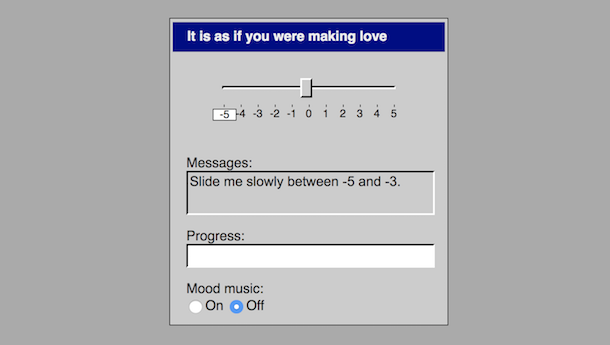 It is as if you were making love
-5 -4 -3 -2 -1 0 1 2 3 4 5
Messages:
Slide me slowly between -5 and -3.
Progress:
Mood music:
On Off